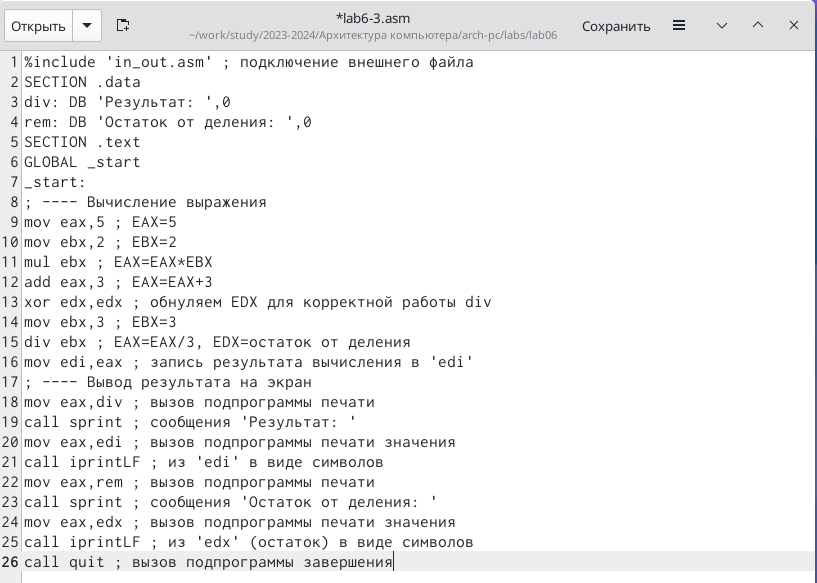 Открыть
*lab6-3.asm
~/work/study/2023-2024/Архитектура компьютера/arch-pc/labs/lab06
Сохранить
1 %include 'in_out.asm' ; подключение внешнего файла
2 SECTION .data
3 div: DB 'Результат: ',0
4 rem: DB 'Остаток от деления: ',0
5 SECTION .text
6 GLOBAL _start
7 _start:
8 ; ---- Вычисление выражения
9 mov eax,5 ; EAX=5
10 mov ebx,2 ; EBX=2
11 mul ebx ; EAX=EAX*EBX
12 add eax,3 ; EAX=EAX+3
13 xor edx,edx ; обнуляем EDX для корректной работы div
14 mov ebx,3 ; EBX=3
15 div ebx ; EAX=EAX/3, EDX=остаток от деления
16 mov edi,eax ; запись результата вычисления в 'edi'
17 ; ---- Вывод результата на экран
18 mov eax,div ; вызов подпрограммы печати
19 call sprint ; сообщения 'Результат: '
20 mov eax,edi ; вызов подпрограммы печати значения
21 call iprintLF ; из 'edi' в виде символов
22 mov eax,rem ; вызов подпрограммы печати
23 call sprint ; сообщения 'Остаток от деления: '
24 mov eax,edx ; вызов подпрограммы печати значения
25 call iprintLF ; из 'edx' (остаток) в виде символов
26 call quit ; вызов подпрограммы завершения